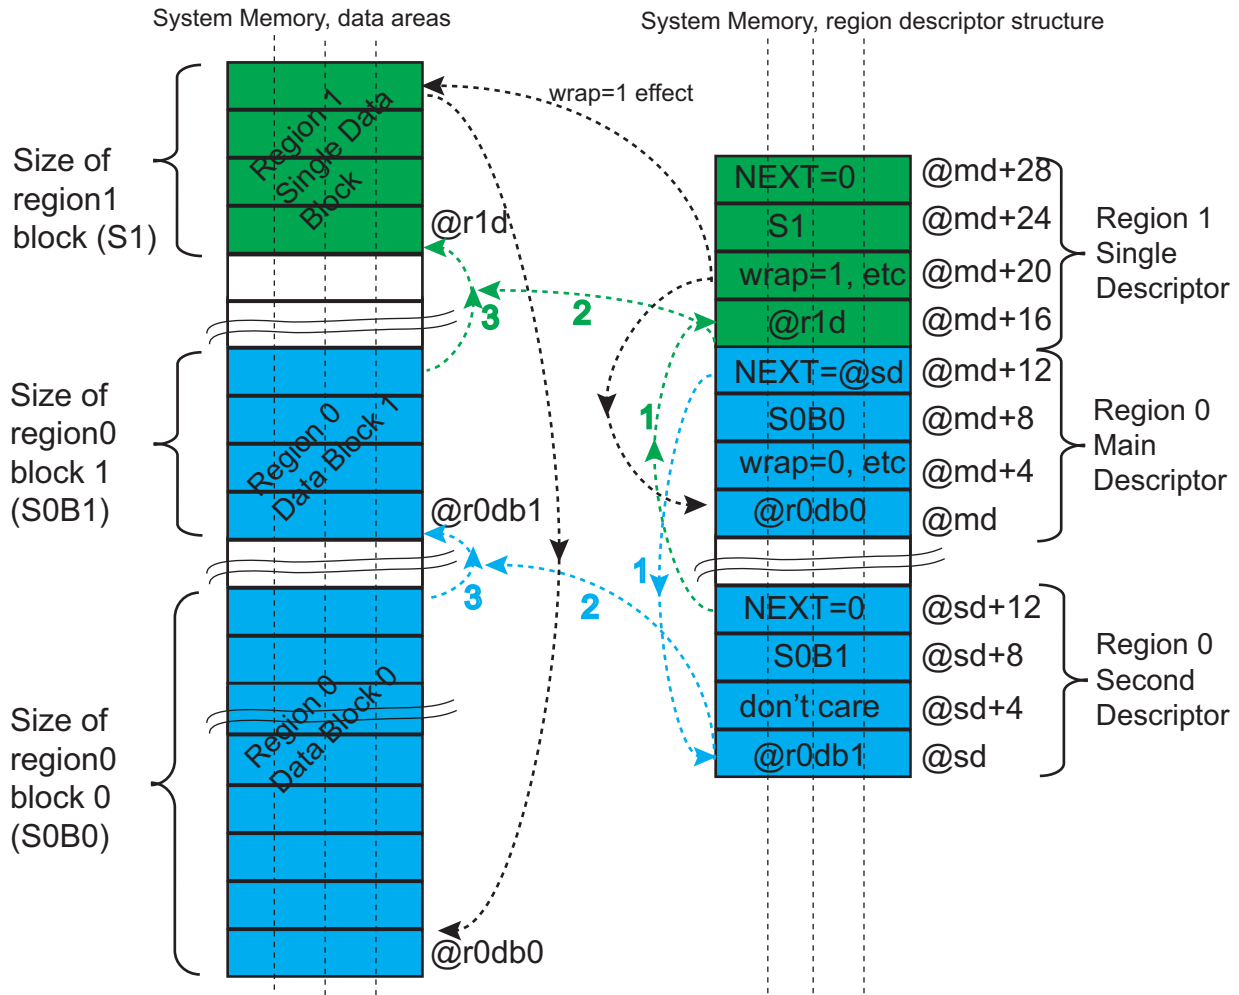 System Memory, data areas
System Memory, region descriptor structure
wrap=1 effect
Size of
region1
block (S1)
Region 1
Single Data
Block
@r1d
3
2
Size of
region0
block 1
(S0B1)
Region 0
Data Block 1
@r0db1
3
2
Size of
region0
block 0
(S0B0)
Region 0
Data Block 0
@r0db0
1
1
NEXT=0
@md+28
S1
@md+24
wrap=1, etc
@md+20
@r1d
@md+16
Region 1
Single
Descriptor
NEXT=@sd
@md+12
S0B0
@md+8
wrap=0, etc
@md+4
@r0db0
@md
Region 0
Main
Descriptor
NEXT=0
@sd+12
S0B1
@sd+8
don't care
@sd+4
@r0db1
@sd
Region 0
Second
Descriptor